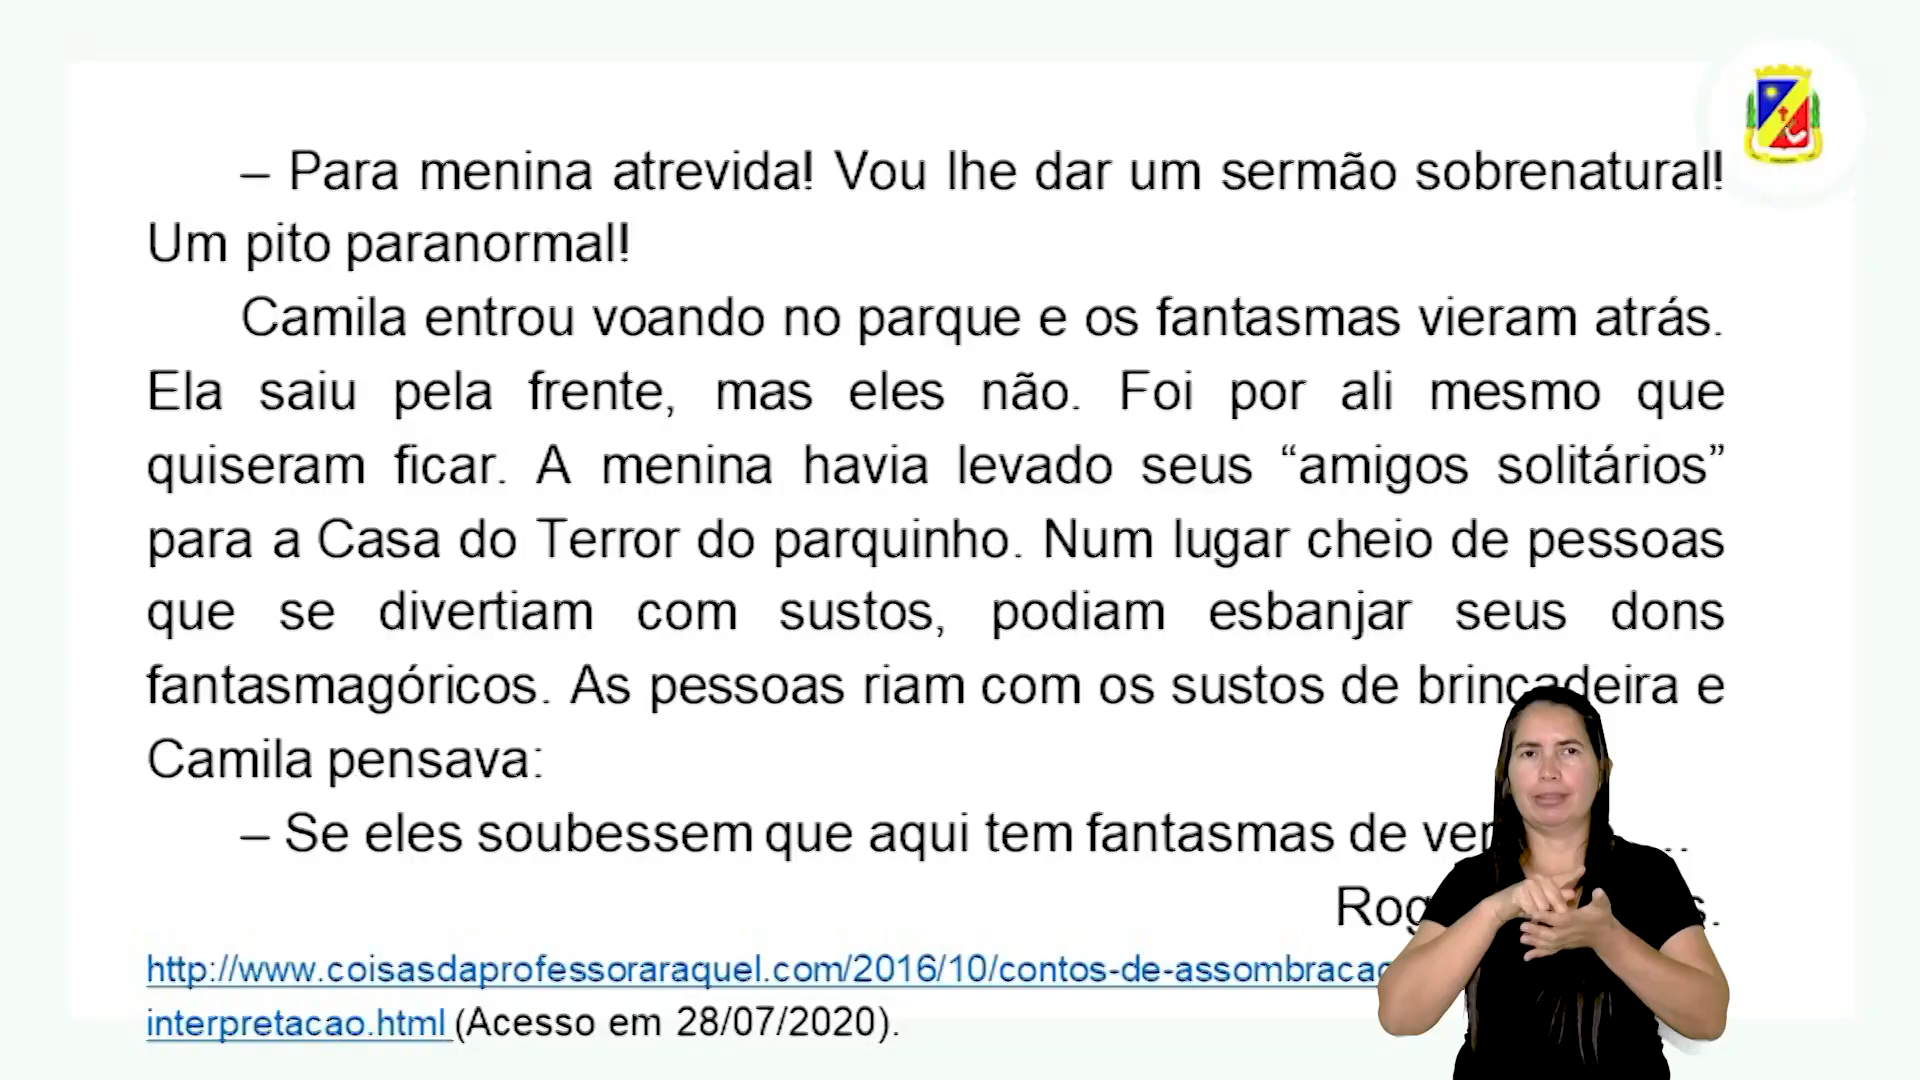 – Para menina atrevida! Vou lhe dar um sermão sobrenatural!
Um pito paranormal!
Camila entrou voando no parque e os fantasmas vieram atrás.
Ela saiu pela frente, mas eles não. Foi por ali mesmo que
quiseram ficar. A menina havia levado seus “amigos solitários”
para a Casa do Terror do parquinho. Num lugar cheio de pessoas
que se divertiam com sustos, podiam esbanjar seus dons
fantasmagóricos. As pessoas riam com os sustos de brincadeira e
Camila pensava:
– Se eles soubessem que aqui tem fantasmas de
http://www.coisasdaprofessoraraquel.com/2016/10/contos-de-assombracao
interpretacao.html (Acesso em 28/07/2020).